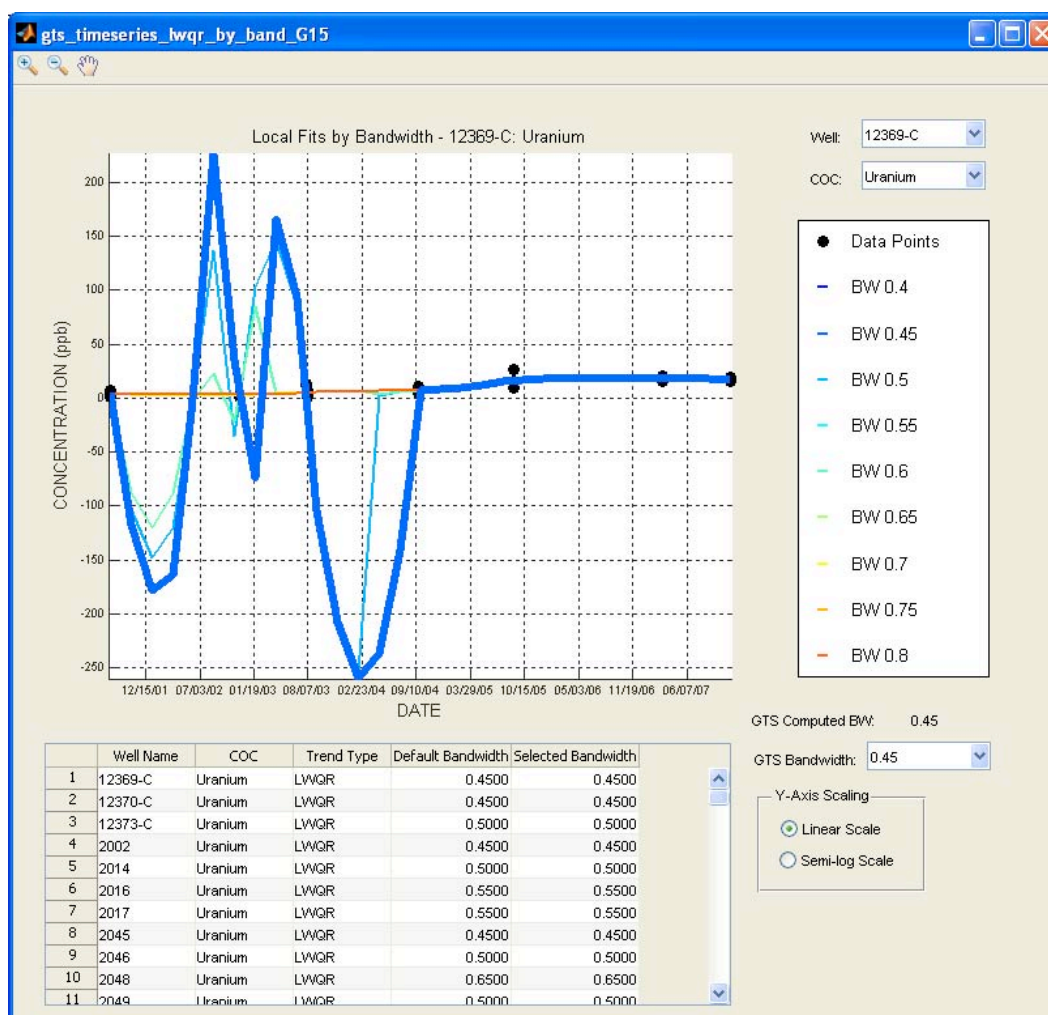 gts_timeseries_lwqr_by_band_G15
Local Fits by Bandwidth - 12369-C: Uranium
Well: 12369-C
COC: Uranium
CONCENTRATION (ppb)
200
150
100
50
0
-50
-100
-150
-200
-250
12/15/01 07/03/02 01/19/03 08/07/03 02/23/04 09/10/04 03/29/05 10/15/05 05/03/06 11/19/06 06/07/07
DATE
Data Points
BW 0.4
BW 0.45
BW 0.5
BW 0.55
BW 0.6
BW 0.65
BW 0.7
BW 0.75
BW 0.8
GTS Computed BW: 0.45
GTS Bandwidth: 0.45
Y-Axis Scaling
Linear Scale
Semi-log Scale
Well Name COC Trend Type Default Bandwidth Selected Bandwidth
1 12369-C Uranium LWQR 0.4500 0.4500
2 12370-C Uranium LWQR 0.4500 0.4500
3 12373-C Uranium LWQR 0.5000 0.5000
4 2002 Uranium LWQR 0.4500 0.4500
5 2014 Uranium LWQR 0.5000 0.5000
6 2016 Uranium LWQR 0.5500 0.5500
7 2017 Uranium LWQR 0.5500 0.5500
8 2045 Uranium LWQR 0.4500 0.4500
9 2046 Uranium LWQR 0.5000 0.5000
10 2048 Uranium LWQR 0.6500 0.6500
11 2049 Uranium LWQR 0.5000 0.5000